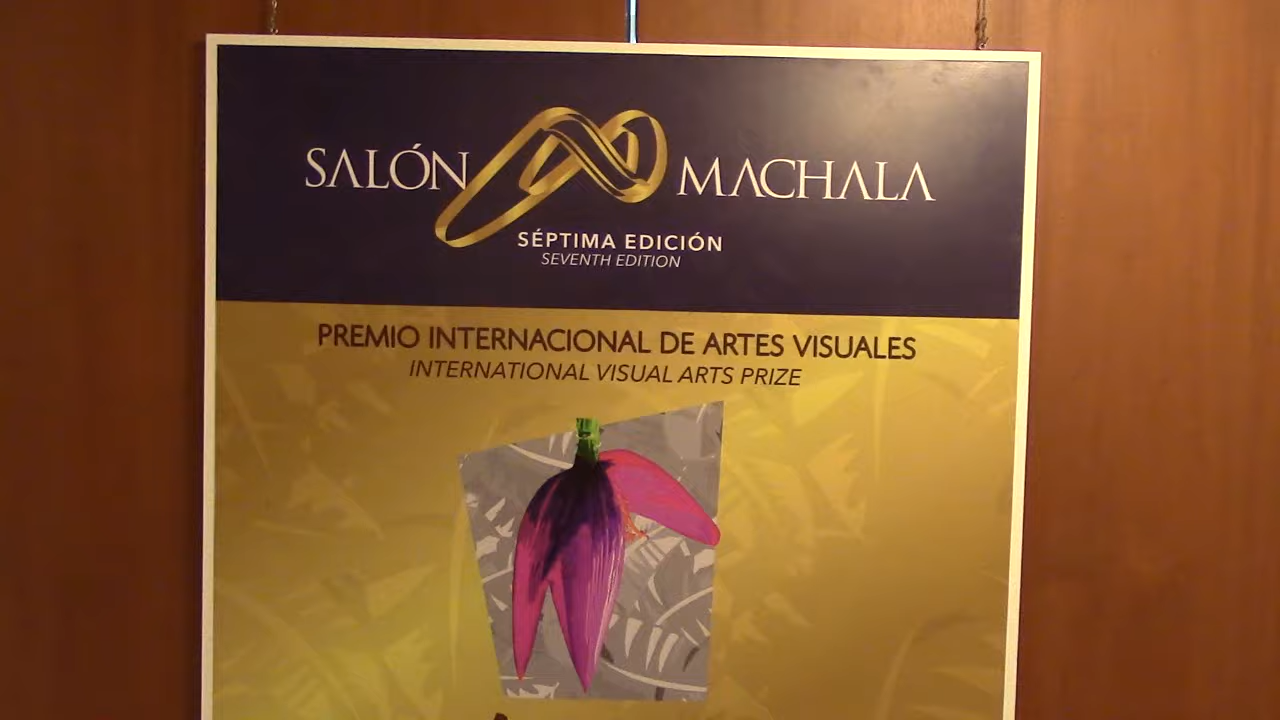 SALÓN MACHALA
SÉPTIMA EDICIÓN
SEVENTH EDITION
PREMIO INTERNACIONAL DE ARTES VISUALES
INTERNATIONAL VISUAL ARTS PRIZE